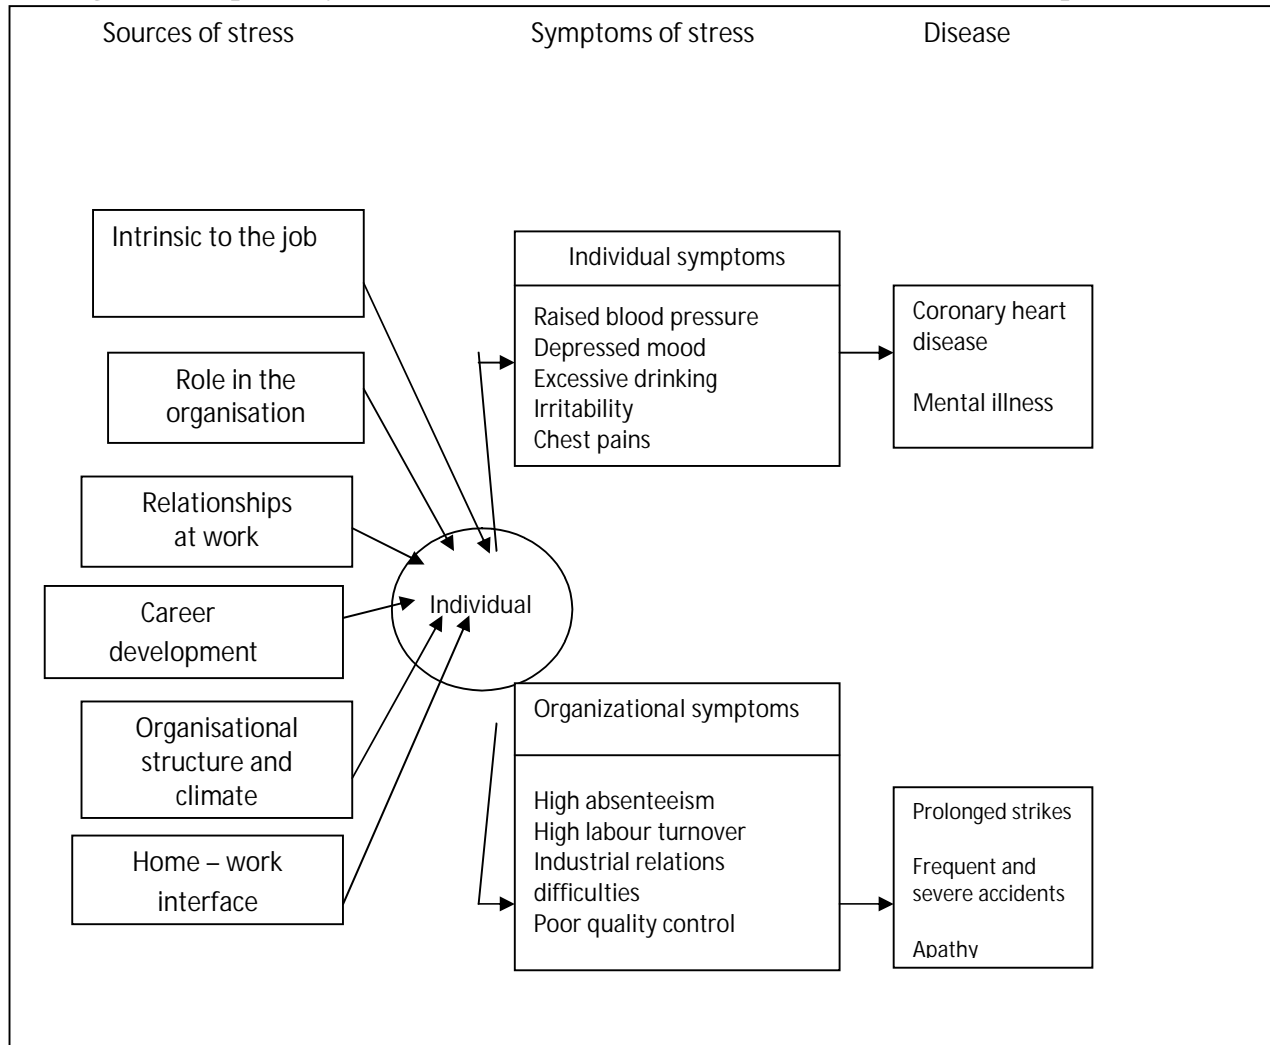 Sources of stress
Symptoms of stress
Disease
Intrinsic to the job
Role in the
organisation
Relationships
at work
Career
development
Organisational
structure and
climate
Home – work
interface
Individual
Individual symptoms
Raised blood pressure
Depressed mood
Excessive drinking
Irritability
Chest pains
Coronary heart
disease
Mental illness
Organizational symptoms
High absenteeism
High labour turnover
Industrial relations
difficulties
Poor quality control
Prolonged strikes
Frequent and
severe accidents
Apathy